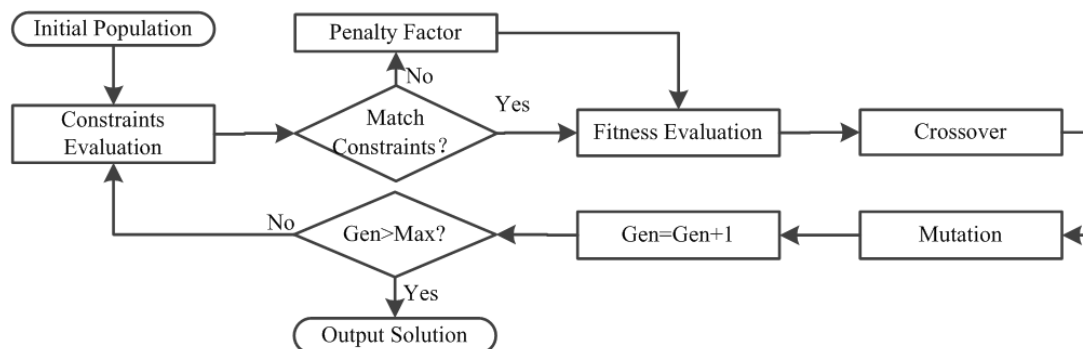 Initial Population
Penalty Factor
No
Constraints
Evaluation
Match
Constraints?
Yes
Fitness Evaluation
Crossover
No
Gen>Max?
Gen=Gen+1
Mutation
Yes
Output Solution